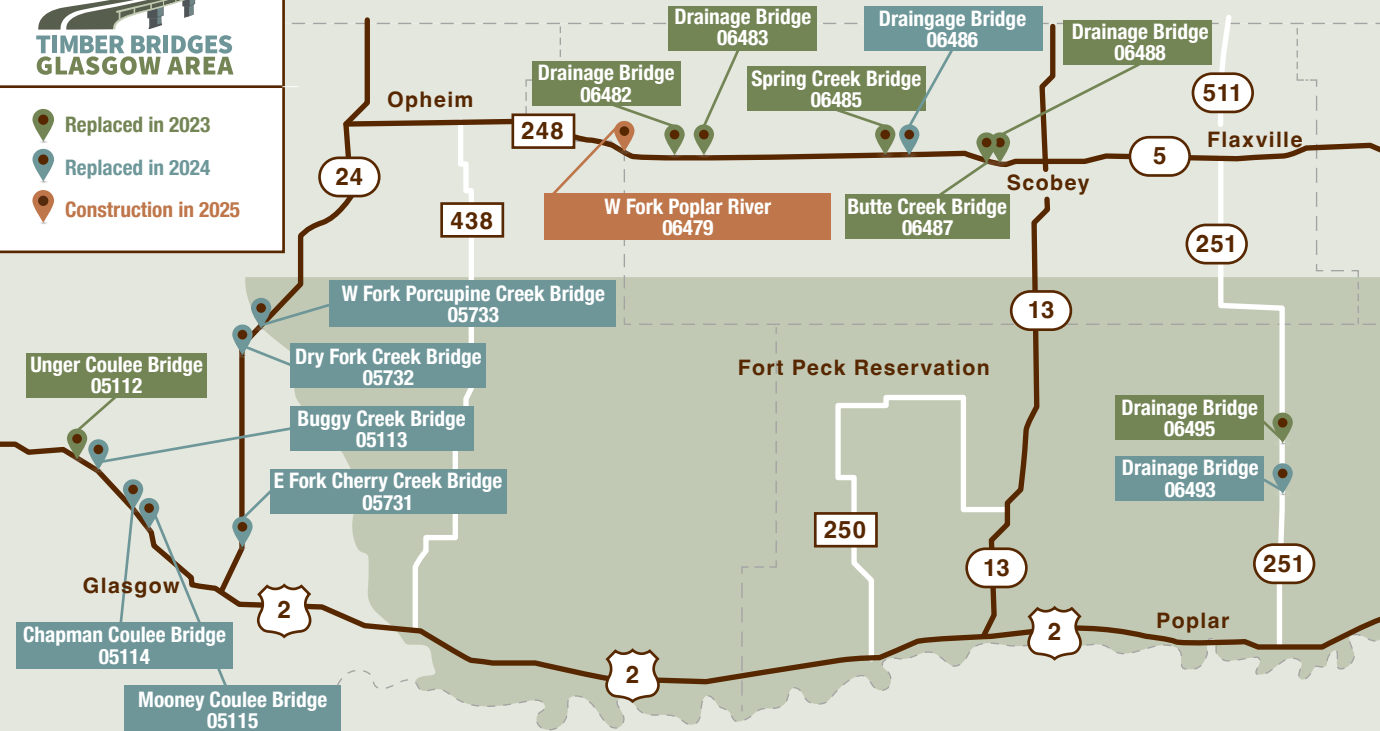 TIMBER BRIDGES
GLASGOW AREA
Replaced in 2023
Replaced in 2024
Construction in 2025
Drainage Bridge
06483
Draingage Bridge
06486
Drainage Bridge
06488
Drainage Bridge
06482
Spring Creek Bridge
06485
Opheim
248
511
Flaxville
5
24
Scobey
W Fork Poplar River
06479
Butte Creek Bridge
06487
438
251
W Fork Porcupine Creek Bridge
05733
13
Dry Fork Creek Bridge
05732
Unger Coulee Bridge
05112
Fort Peck Reservation
Buggy Creek Bridge
05113
Drainage Bridge
06495
E Fork Cherry Creek Bridge
05731
Drainage Bridge
06493
250
13
251
Glasgow
2
Chapman Coulee Bridge
05114
2
Poplar
2
Mooney Coulee Bridge
05115